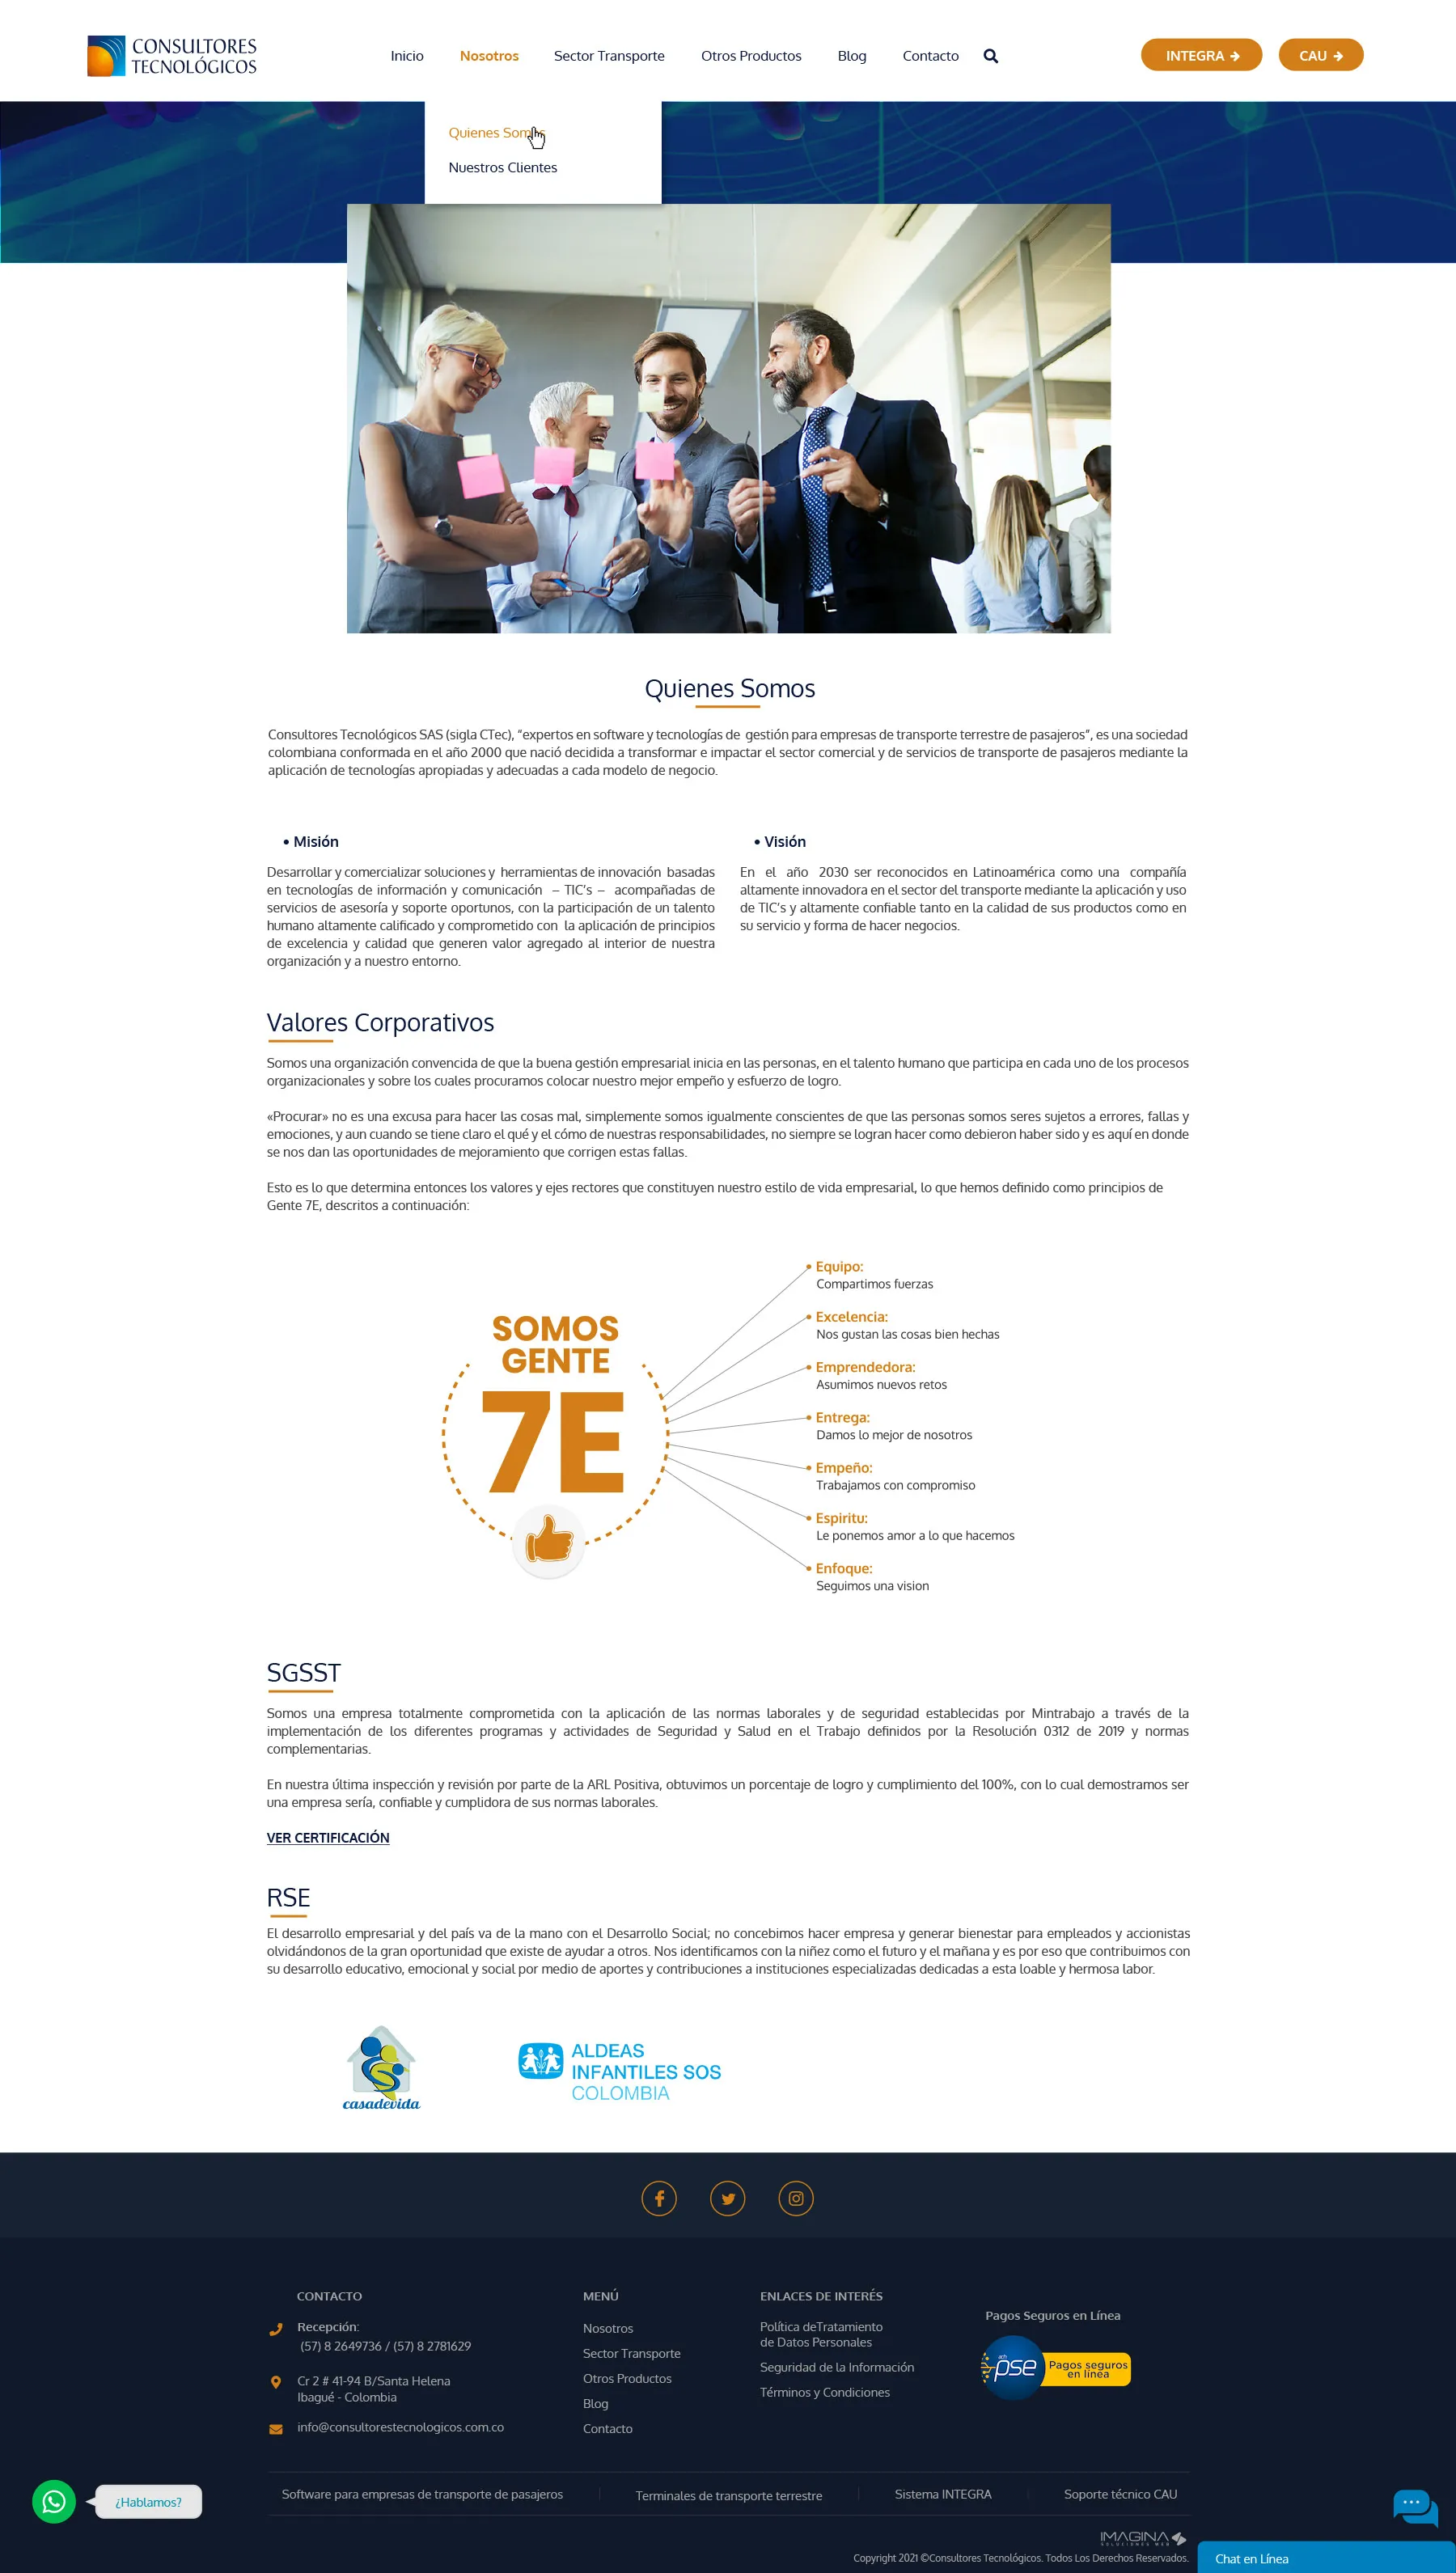 CONSULTORES
TECNOLÓGICOS
Inicio
Nosotros
Sector Transporte
Otros Productos
Blog
Contacto
INTEGRA
CAU
Quienes
Nuestros Clientes
Quienes Somos
Consultores Tecnológicos SAS (sigla CTec), “expertos en software y tecnologías de gestión para empresas de transporte terrestre de pasajeros”, es una sociedad
colombiana conformada en el año 2000 que nació decidida a transformar e impactar el sector comercial y de servicios de transporte de pasajeros mediante la
aplicación de tecnologías apropiadas y adecuadas a cada modelo de negocio.
• Misión
Desarrollar y comercializar soluciones y herramientas de innovación basadas
en tecnologías de información y comunicación – TIC’s – acompañadas de
servicios de asesoría y soporte oportunos, con la participación de un talento
humano altamente calificado y comprometido con la aplicación de principios
de excelencia y calidad que generen valor agregado al interior de nuestra
organización y a nuestro entorno.
• Visión
En el año 2030 ser reconocidos en Latinoamérica como una compañía
altamente innovadora en el sector del transporte mediante la aplicación y uso
de TIC’s y altamente confiable tanto en la calidad de sus productos como en
su servicio y forma de hacer negocios.
Valores Corporativos
Somos una organización convencida de que la buena gestión empresarial inicia en las personas, en el talento humano que participa en cada uno de los procesos
organizacionales y sobre los cuales procuramos colocar nuestro mejor empeño y esfuerzo de logro.
«Procurar» no es una excusa para hacer las cosas mal, simplemente somos igualmente conscientes de que las personas somos seres sujetos a errores, fallas y
emociones, y aun cuando se tiene claro el qué y el cómo de nuestras responsabilidades, no siempre se logran hacer como debieron haber sido y es aquí en donde
se nos dan las oportunidades de mejoramiento que corrigen estas fallas.
Esto es lo que determina entonces los valores y ejes rectores que constituyen nuestro estilo de vida empresarial, lo que hemos definido como principios de
Gente 7E, descritos a continuación:
SOMOS
GENTE
7E
• Equipo:
Compartimos fuerzas
• Excelencia:
Nos gustan las cosas bien hechas
• Emprendedora:
Asumimos nuevos retos
• Entrega:
Damos lo mejor de nosotros
• Empeño:
Trabajamos con compromiso
• Espiritu:
Le ponemos amor a lo que hacemos
• Enfoque:
Seguimos una vision
SGSST
Somos una empresa totalmente comprometida con la aplicación de las normas laborales y de seguridad establecidas por Mintrabajo a través de la
implementación de los diferentes programas y actividades de Seguridad y Salud en el Trabajo definidos por la Resolución 0312 de 2019 y normas
complementarias.
En nuestra última inspección y revisión por parte de la ARL Positiva, obtuvimos un porcentaje de logro y cumplimiento del 100%, con lo cual demostramos ser
una empresa sería, confiable y cumplidora de sus normas laborales.
VER CERTIFICACIÓN
RSE
El desarrollo empresarial y del país va de la mano con el Desarrollo Social; no concebimos hacer empresa y generar bienestar para empleados y accionistas
olvidándonos de la gran oportunidad que existe de ayudar a otros. Nos identificamos con la niñez como el futuro y el mañana y es por eso que contribuimos con
su desarrollo educativo, emocional y social por medio de aportes y contribuciones a instituciones especializadas dedicadas a esta loable y hermosa labor.
casadevida
ALDEAS
INFANTILES SOS
COLOMBIA
CONTACTO
Recepción:
(57) 8 2649736 / (57) 8 2781629
Cr 2 # 41-94 B/Santa Helena
Ibagué - Colombia
info@consultorestecnologicos.com.co
MENÚ
Nosotros
Sector Transporte
Otros Productos
Blog
Contacto
ENLACES DE INTERÉS
Política deTratamiento
de Datos Personales
Seguridad de la Información
Términos y Condiciones
Pagos Seguros en Línea
ach
pse
Pagos seguros
en línea
Software para empresas de transporte de pasajeros
Terminales de transporte terrestre
Sistema INTEGRA
Soporte técnico CAU
¿Hablamos?
IMAGINA
SOLUCIONES WEB
Copyright 2021 ©Consultores Tecnológicos. Todos Los Derechos Reservados.
Chat en Línea